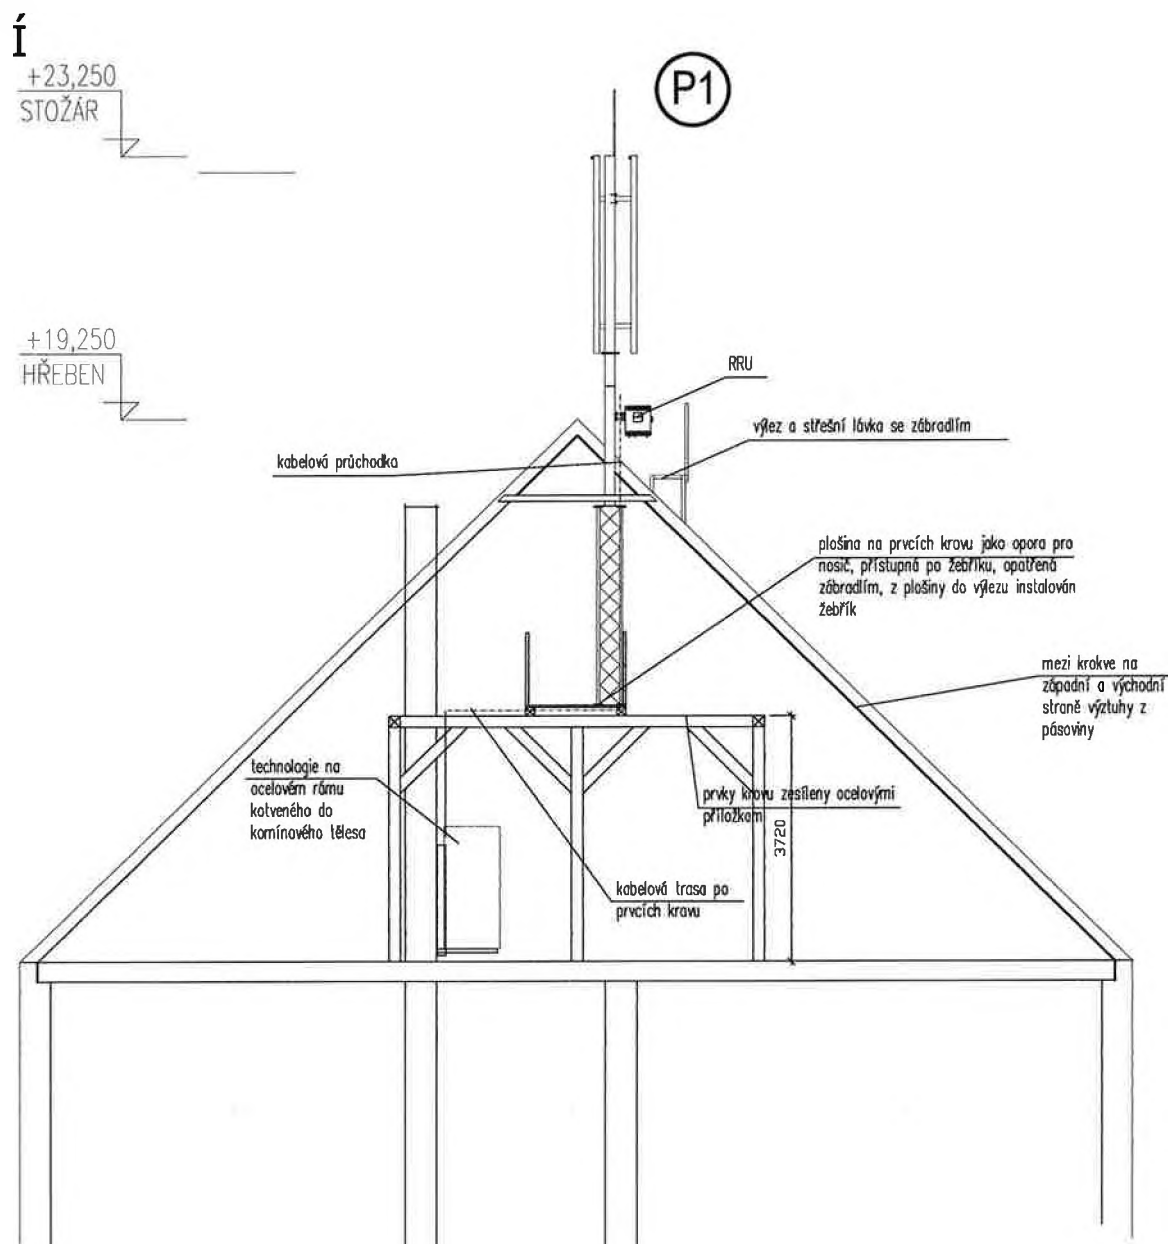 Í
+23,250
STOŽÁR
P1
+19,250
HŘEBEN
RRU
výlez a střešní lávka se zábradlím
kabelová průchodka
plošina na prvcích krovu jako opora pro
nosič, přístupná po žebříku, opatřená
zábradlím, z plošiny do výlezu instalován
žebřík
mezi krokve na
západní a východní
straně výztuhy z
pásoviny
technologie na
ocelovém rámu
kotveného do
komínového tělesa
prvky krovu zesíleny ocelovými
příložkam
3720
kabelová trasa po
prvcích krovu